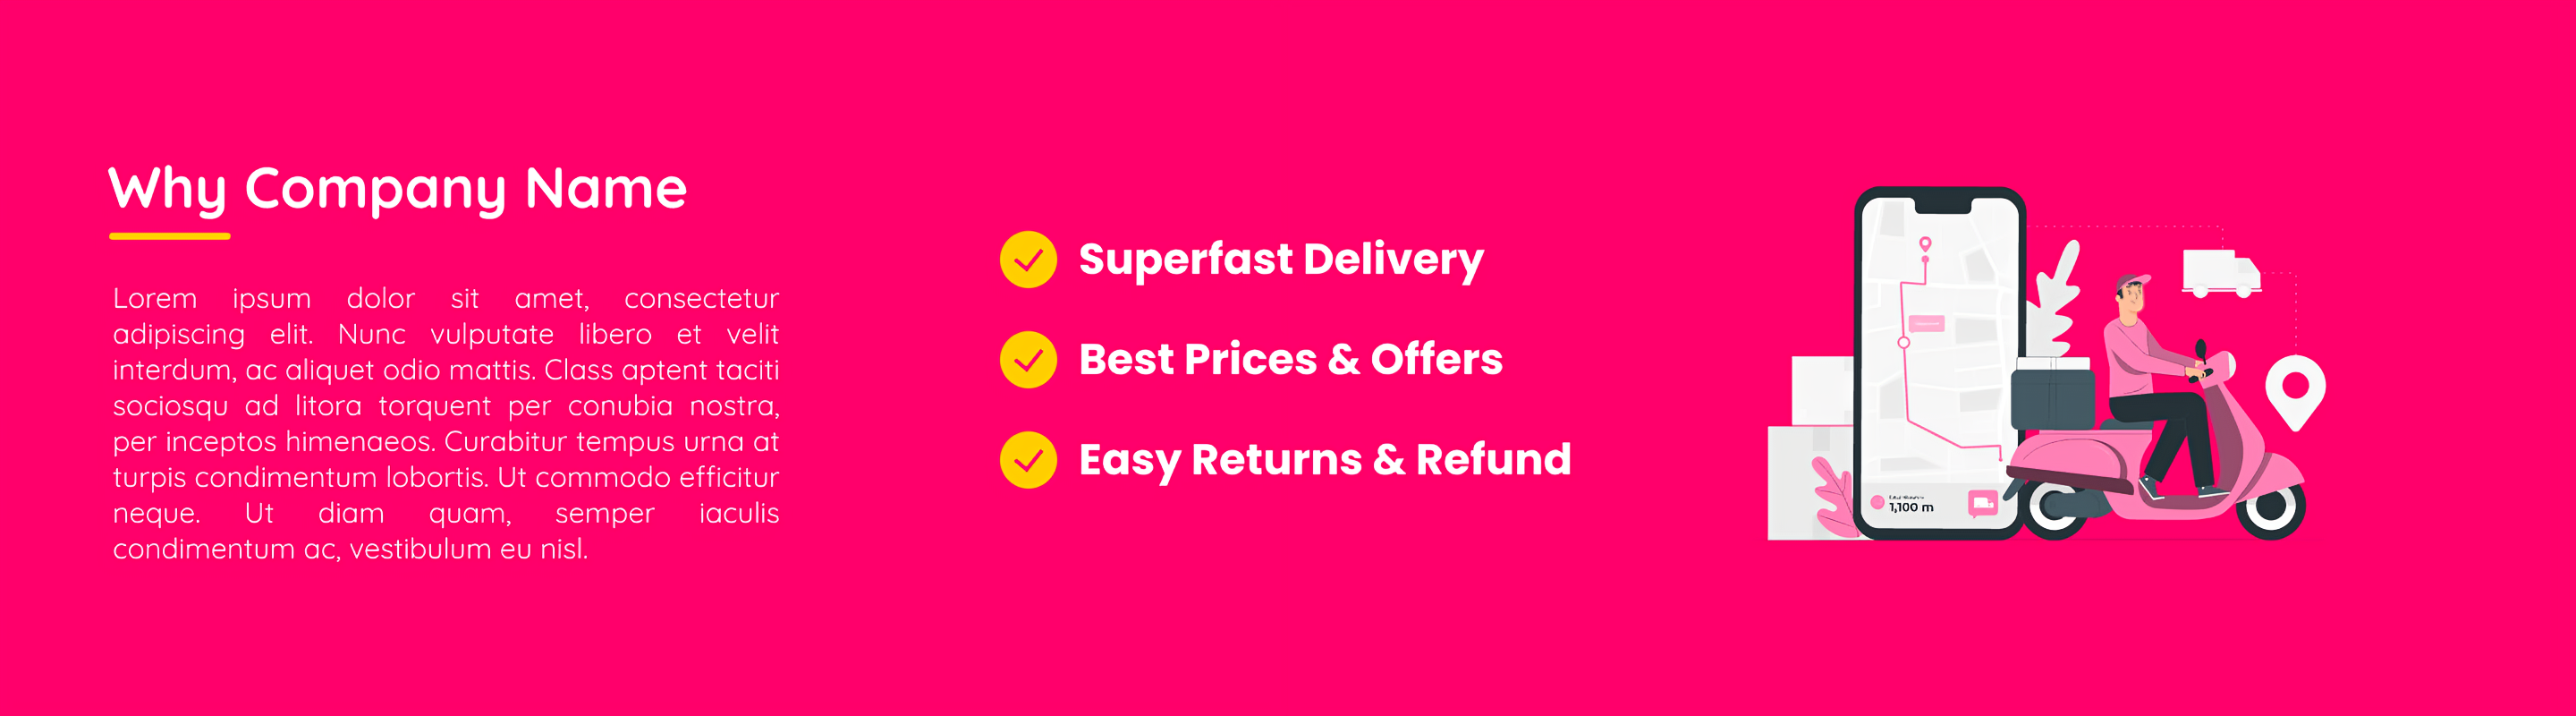 Why Company Name
Lorem ipsum dolor sit amet, consectetur
adipiscing elit. Nunc vulputate libero et velit
interdum, ac aliquet odio mattis. Class aptent taciti
sociosqu ad litora torquent per conubia nostra,
per inceptos himenaeos. Curabitur tempus urna at
turpis condimentum lobortis. Ut commodo efficitur
neque. Ut diam quam, semper iaculis
condimentum ac, vestibulum eu nisl.
Superfast Delivery
Best Prices & Offers
Easy Returns & Refund
1,100 m